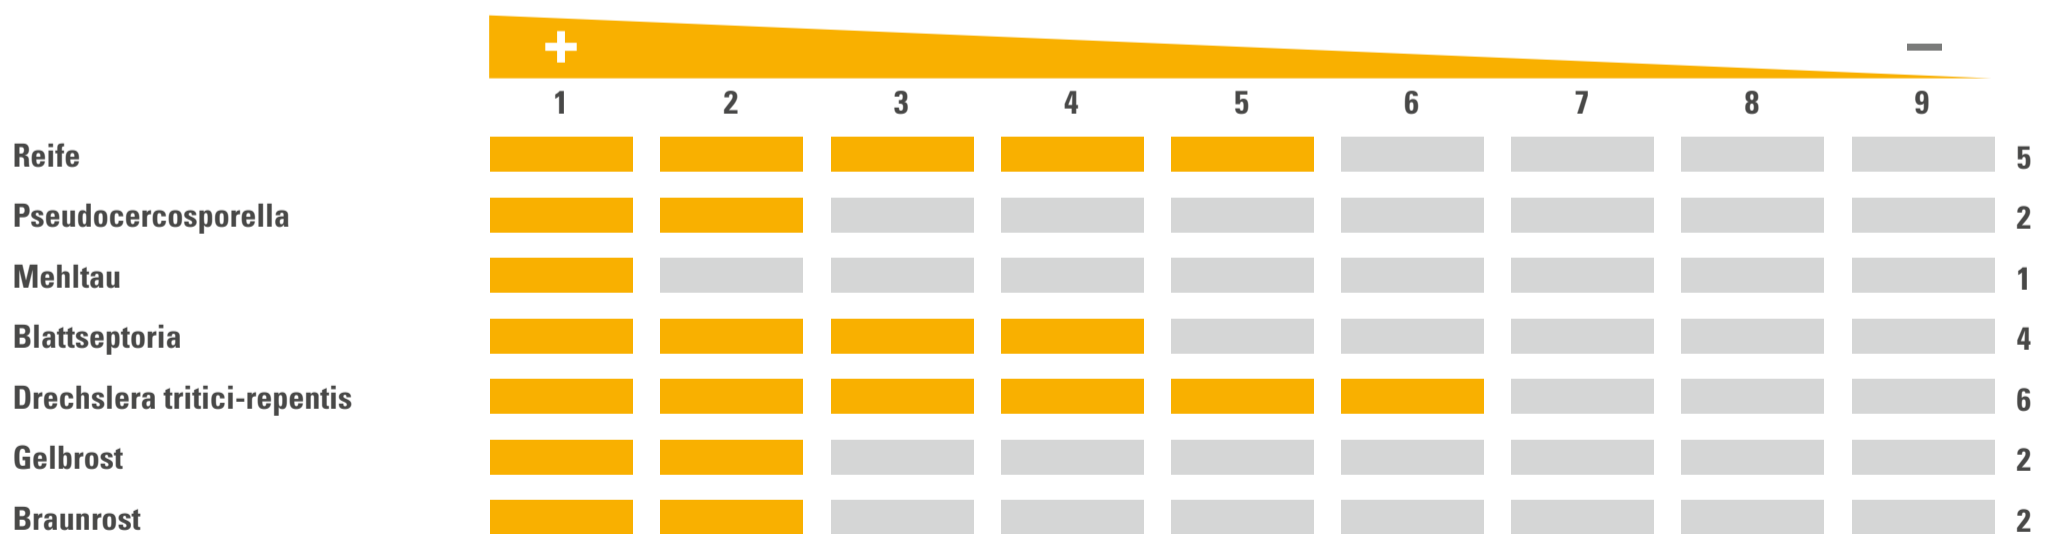 + −
1 2 3 4 5 6 7 8 9
Reife 5
Pseudocercosporella 2
Mehltau 1
Blattseptoria 4
Drechslera tritici-repentis 6
Gelbrost 2
Braunrost 2